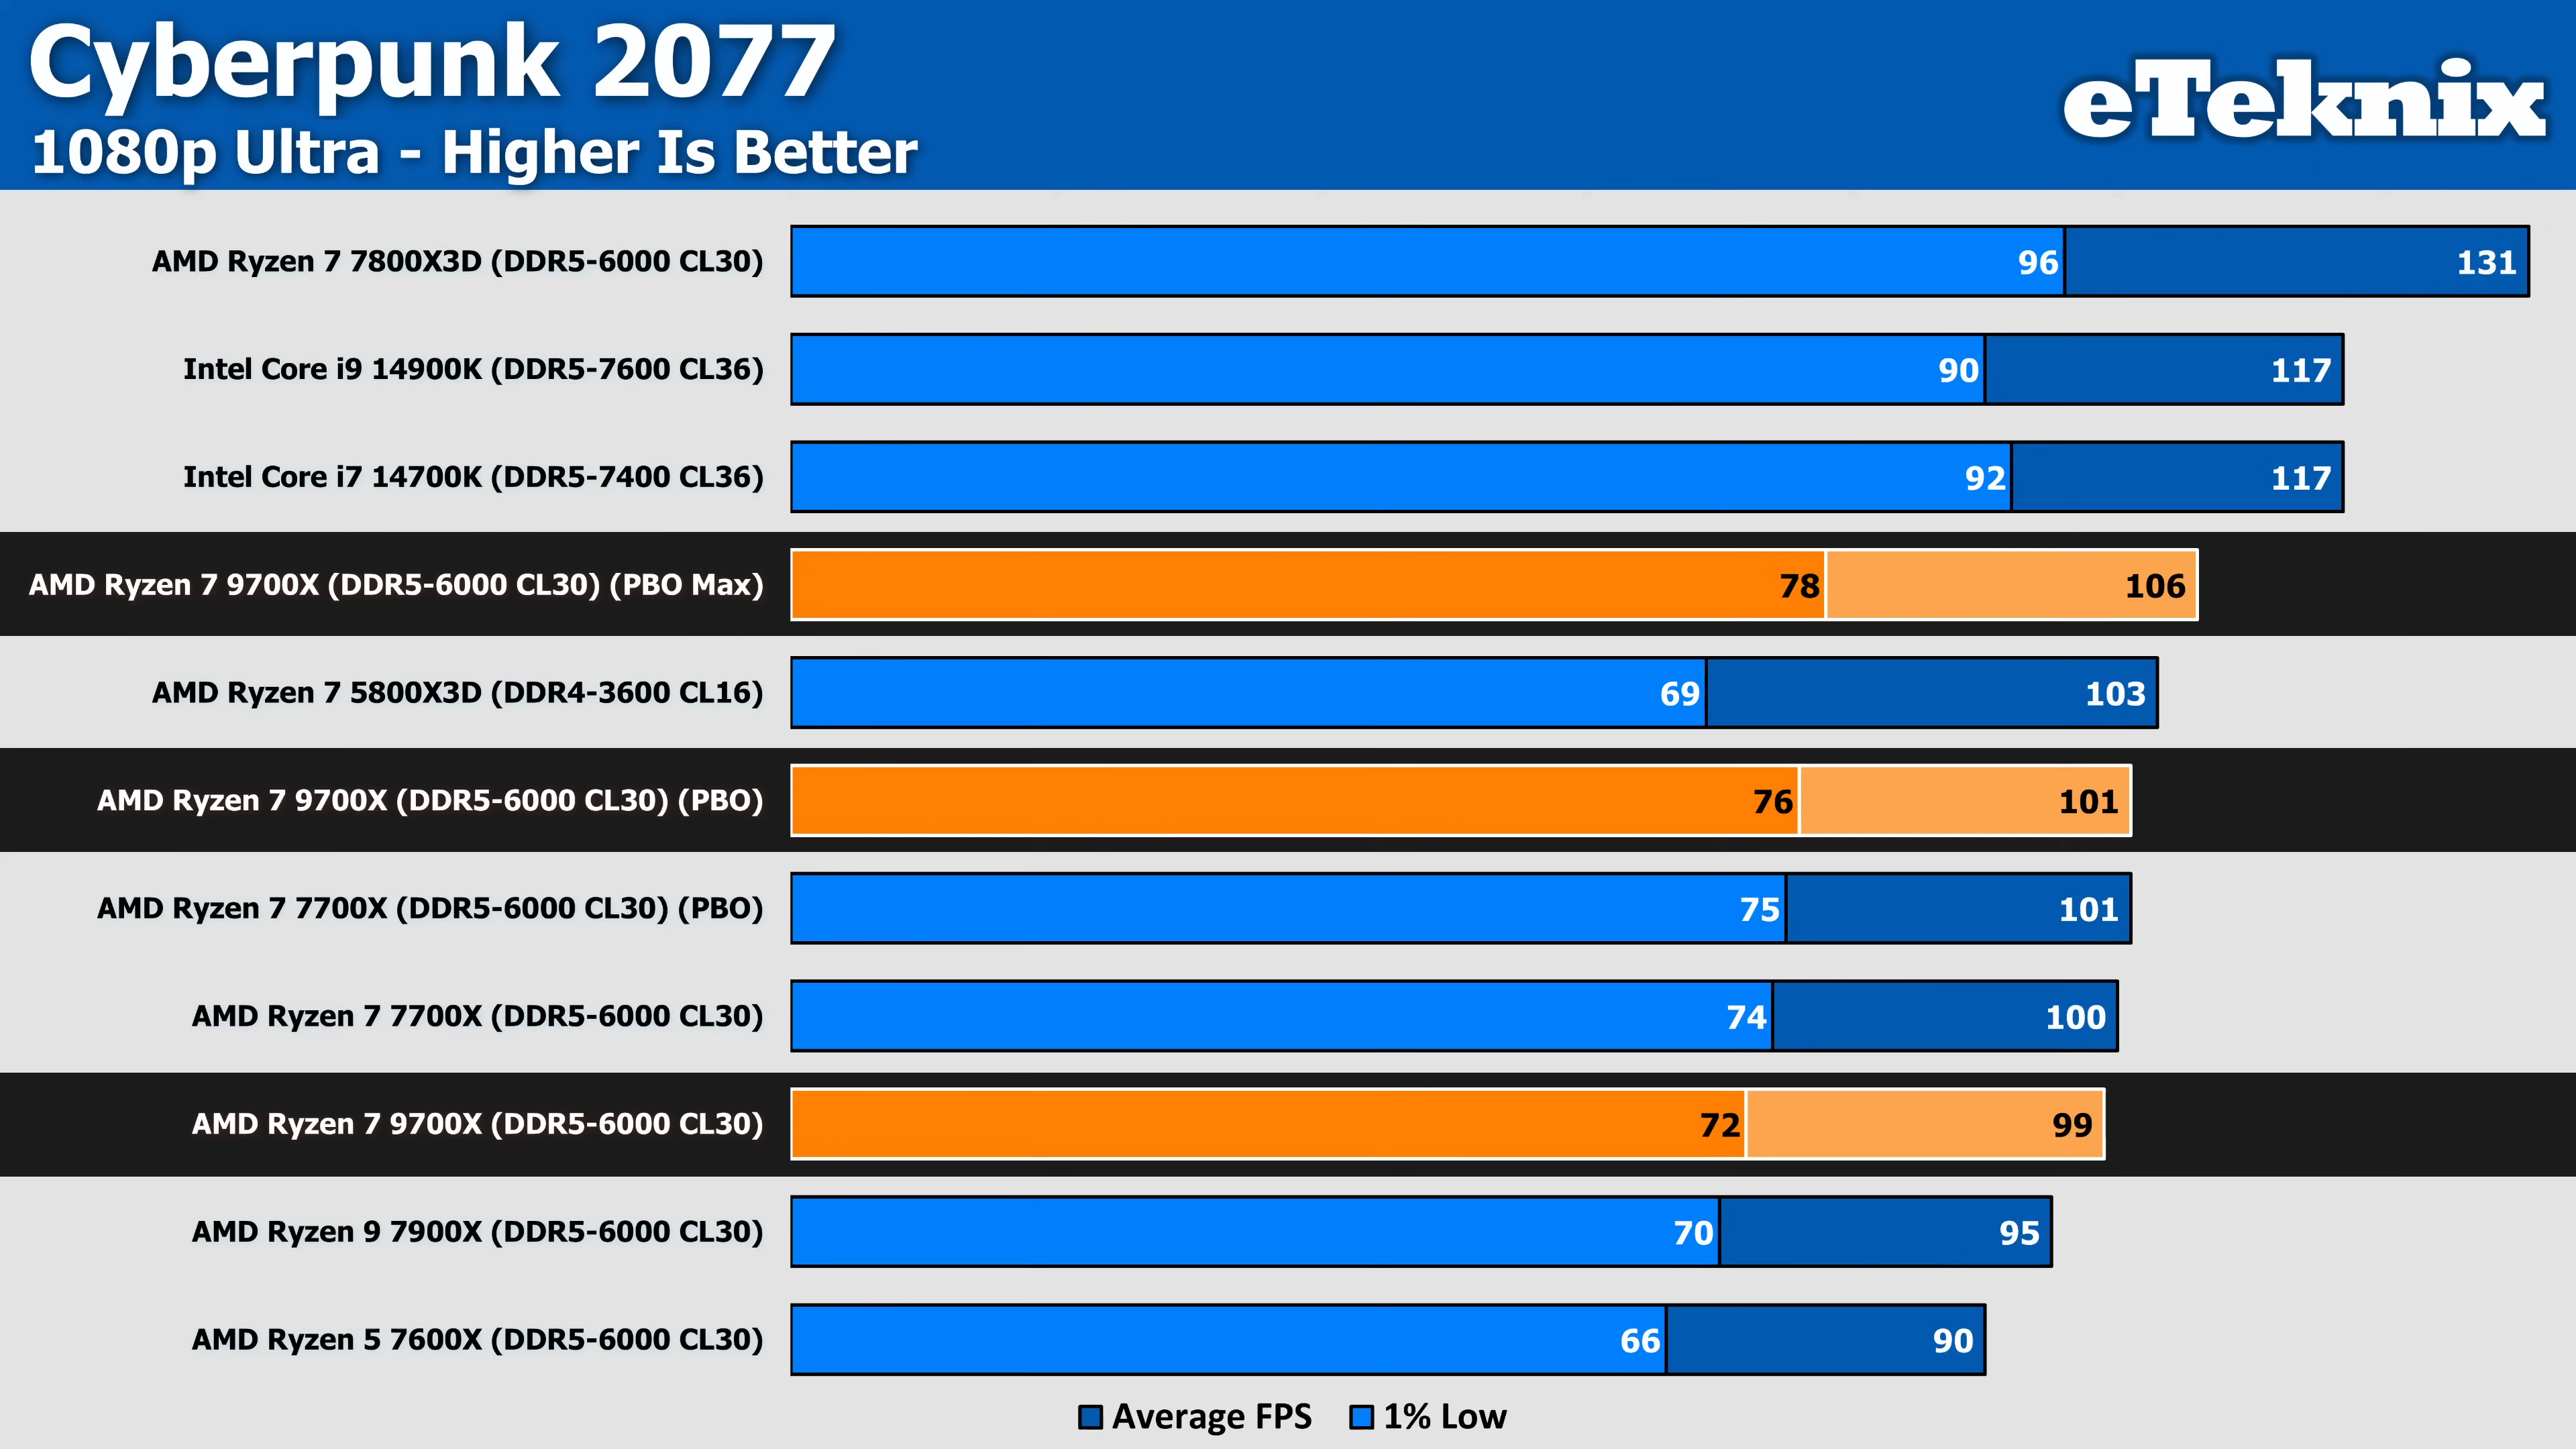 Cyberpunk 2077
1080p Ultra - Higher Is Better
eTeknix
AMD Ryzen 7 7800X3D (DDR5-6000 CL30) 96 131
Intel Core i9 14900K (DDR5-7600 CL36) 90 117
Intel Core i7 14700K (DDR5-7400 CL36) 92 117
AMD Ryzen 7 9700X (DDR5-6000 CL30) (PBO Max) 78 106
AMD Ryzen 7 5800X3D (DDR4-3600 CL16) 69 103
AMD Ryzen 7 9700X (DDR5-6000 CL30) (PBO) 76 101
AMD Ryzen 7 7700X (DDR5-6000 CL30) (PBO) 75 101
AMD Ryzen 7 7700X (DDR5-6000 CL30) 74 100
AMD Ryzen 7 9700X (DDR5-6000 CL30) 72 99
AMD Ryzen 9 7900X (DDR5-6000 CL30) 70 95
AMD Ryzen 5 7600X (DDR5-6000 CL30) 66 90
Average FPS 1% Low